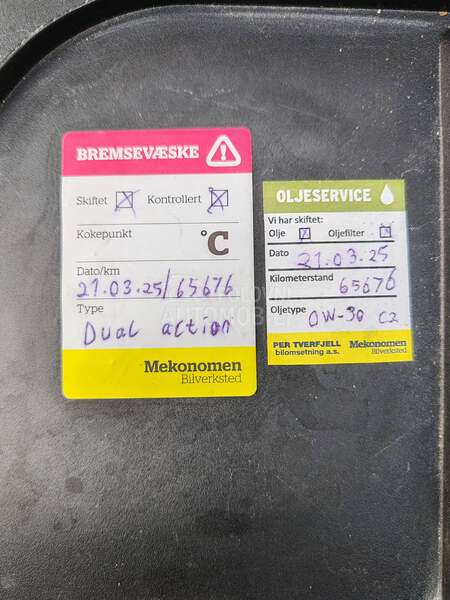 BREMSEVÆSKE
Skiftet Kontrollert
Kokepunkt
°C
Dato/km
21.03.25/65676
Type
Dual action
Mekonomen
Bilverksted
OLJESERVICE
Vi har skiftet:
Olje Oljefilter
Dato 21.03.25
Kilometerstand 65676
Oljetype 0W-30 C2
PER TVERFJELL
bilomsetning a.s.
Mekonomen
Bilverksted